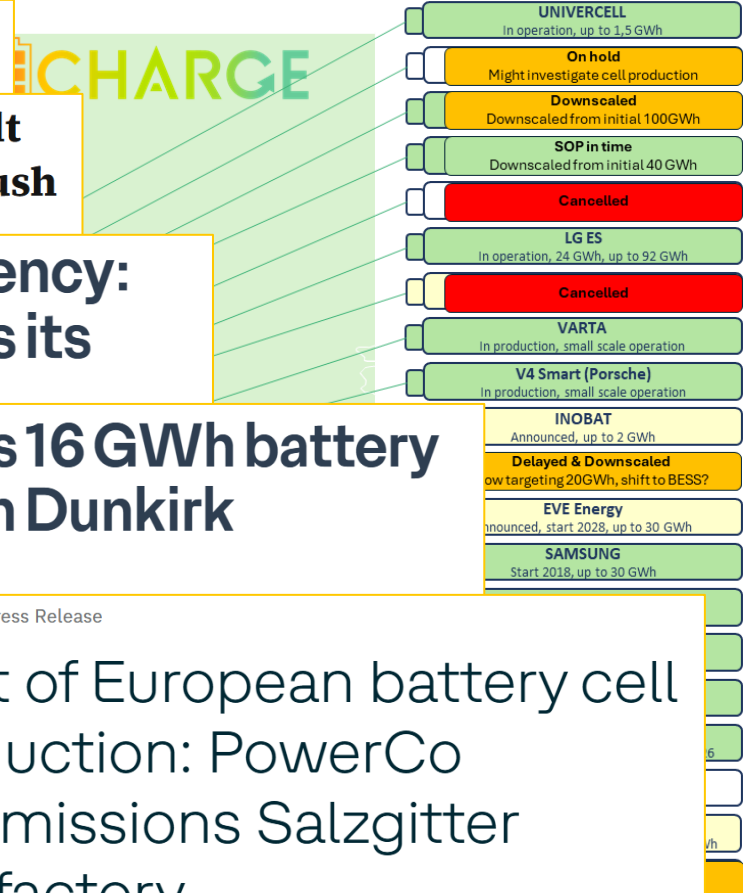 CHARGE
lt
ush
ency:
s its
s 16 GWh battery
n Dunkirk
ess Release
t of European battery cell
uction: PowerCo
missions Salzgitter
factory
UNIVERCELL
In operation, up to 1,5 GWh
On hold
Might investigate cell production
Downscaled
Downscaled from initial 100GWh
SOP in time
Downscaled from initial 40 GWh
Cancelled
LG ES
In operation, 24 GWh, up to 92 GWh
Cancelled
VARTA
In production, small scale operation
V4 Smart (Porsche)
In production, small scale operation
INOBAT
Announced, up to 2 GWh
Delayed & Downscaled
ow targeting 20GWh, shift to BESS?
EVE Energy
nnounced, start 2028, up to 30 GWh
SAMSUNG
Start 2018, up to 30 GWh
6
Vh